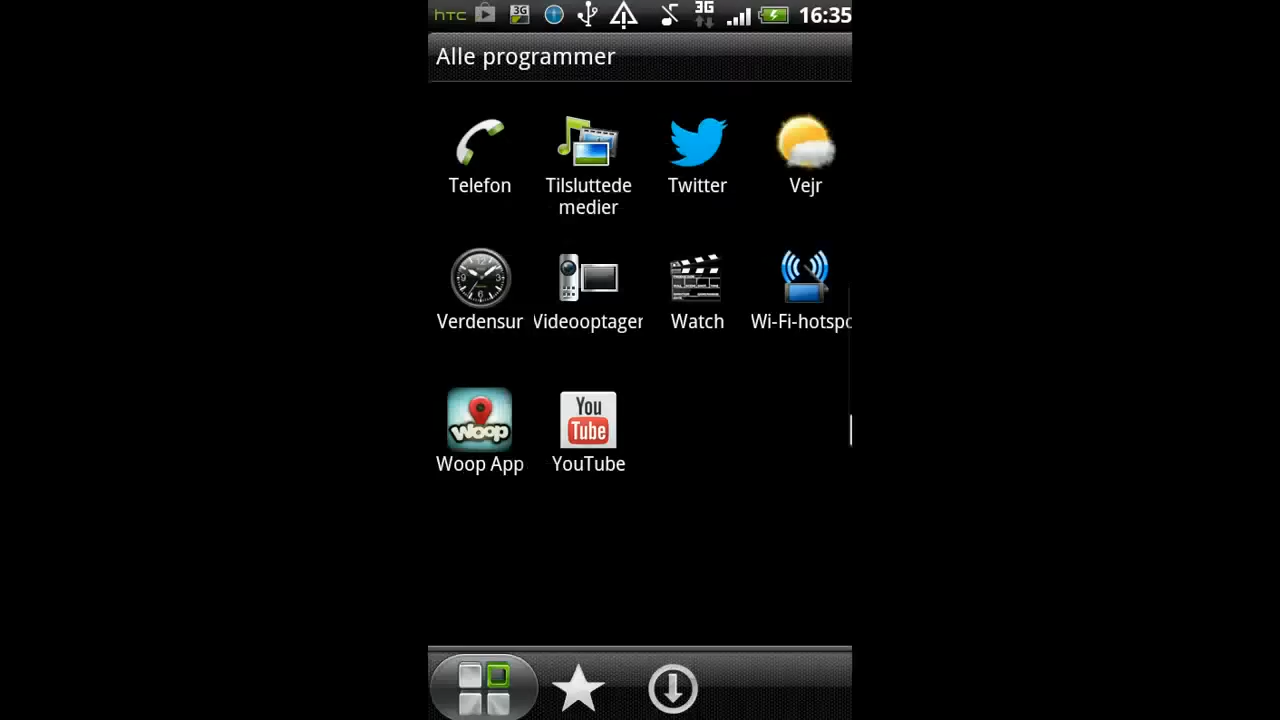 htc 3G 3G 16:35
Alle programmer
Telefon
Tilsluttede
medier
Twitter
Vejr
Verdensur
Videooptager
Watch
Wi-Fi-hotspo
Woop
Woop App
You
Tube
YouTube